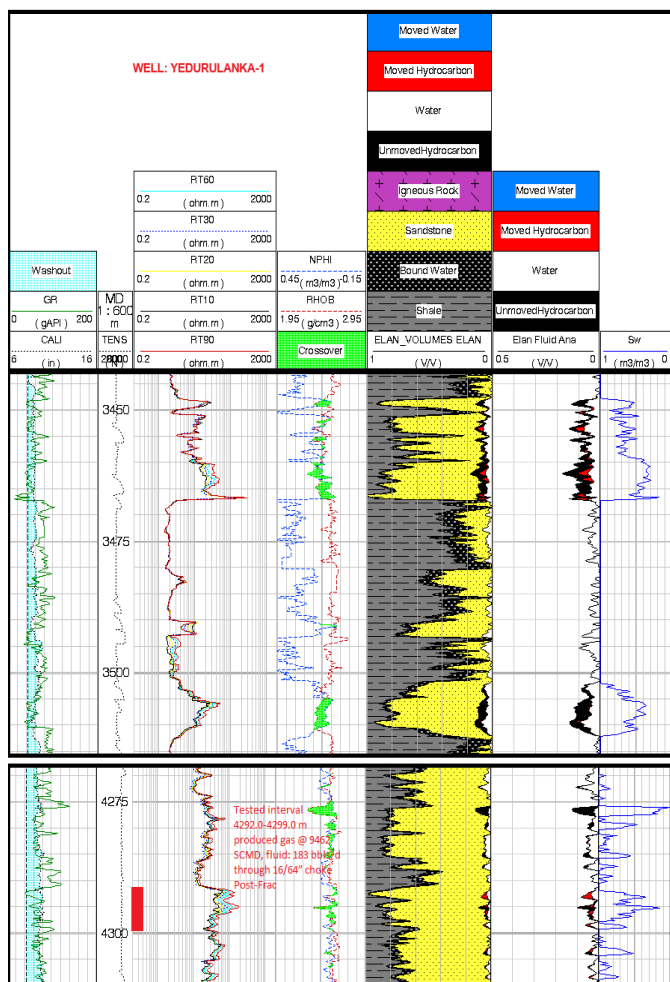 WELL: YEDURULANKA-1
Moved Water
Moved Hydrocarbon
Water
UnmovedHydrocarbon
RT60
0.2 (ohm.m) 2000
Igneous Rock
Moved Water
RT30
0.2 (ohm.m) 2000
Sandstone
Moved Hydrocarbon
Washout
RT20
0.2 (ohm.m) 2000
NPHI
0.45 (m3/m3) -0.15
Bound Water
Water
GR
0 (gAPI) 200
MD
1 : 600
m
RT10
0.2 (ohm.m) 2000
RHOB
1.95 (g/cm3) 2.95
Shale
UnmovedHydrocarbon
CALI
6 (in) 16
TENS
RT90
0.2 (ohm.m) 2000
Crossover
ELAN_VOLUMES ELAN
1 (V/V) 0
Elan Fluid Ana
0.5 (V/V) 0
Sw
1 (m3/m3) 0
3450
3475
3500
4275
Tested interval
4292.0-4299.0 m
produced gas @ 9462
SCMD, fluid: 183 bbl/d
through 16/64" choke
Post-Frac
4300